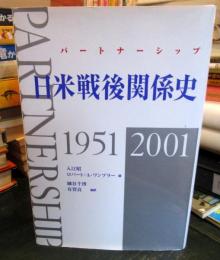 パートナーシップ
日米戦後関係史
PARTNERSHIP
1951 2001
入江昭
ロバート・A・ワンプラー 編
細谷千博
有賀貞 監訳